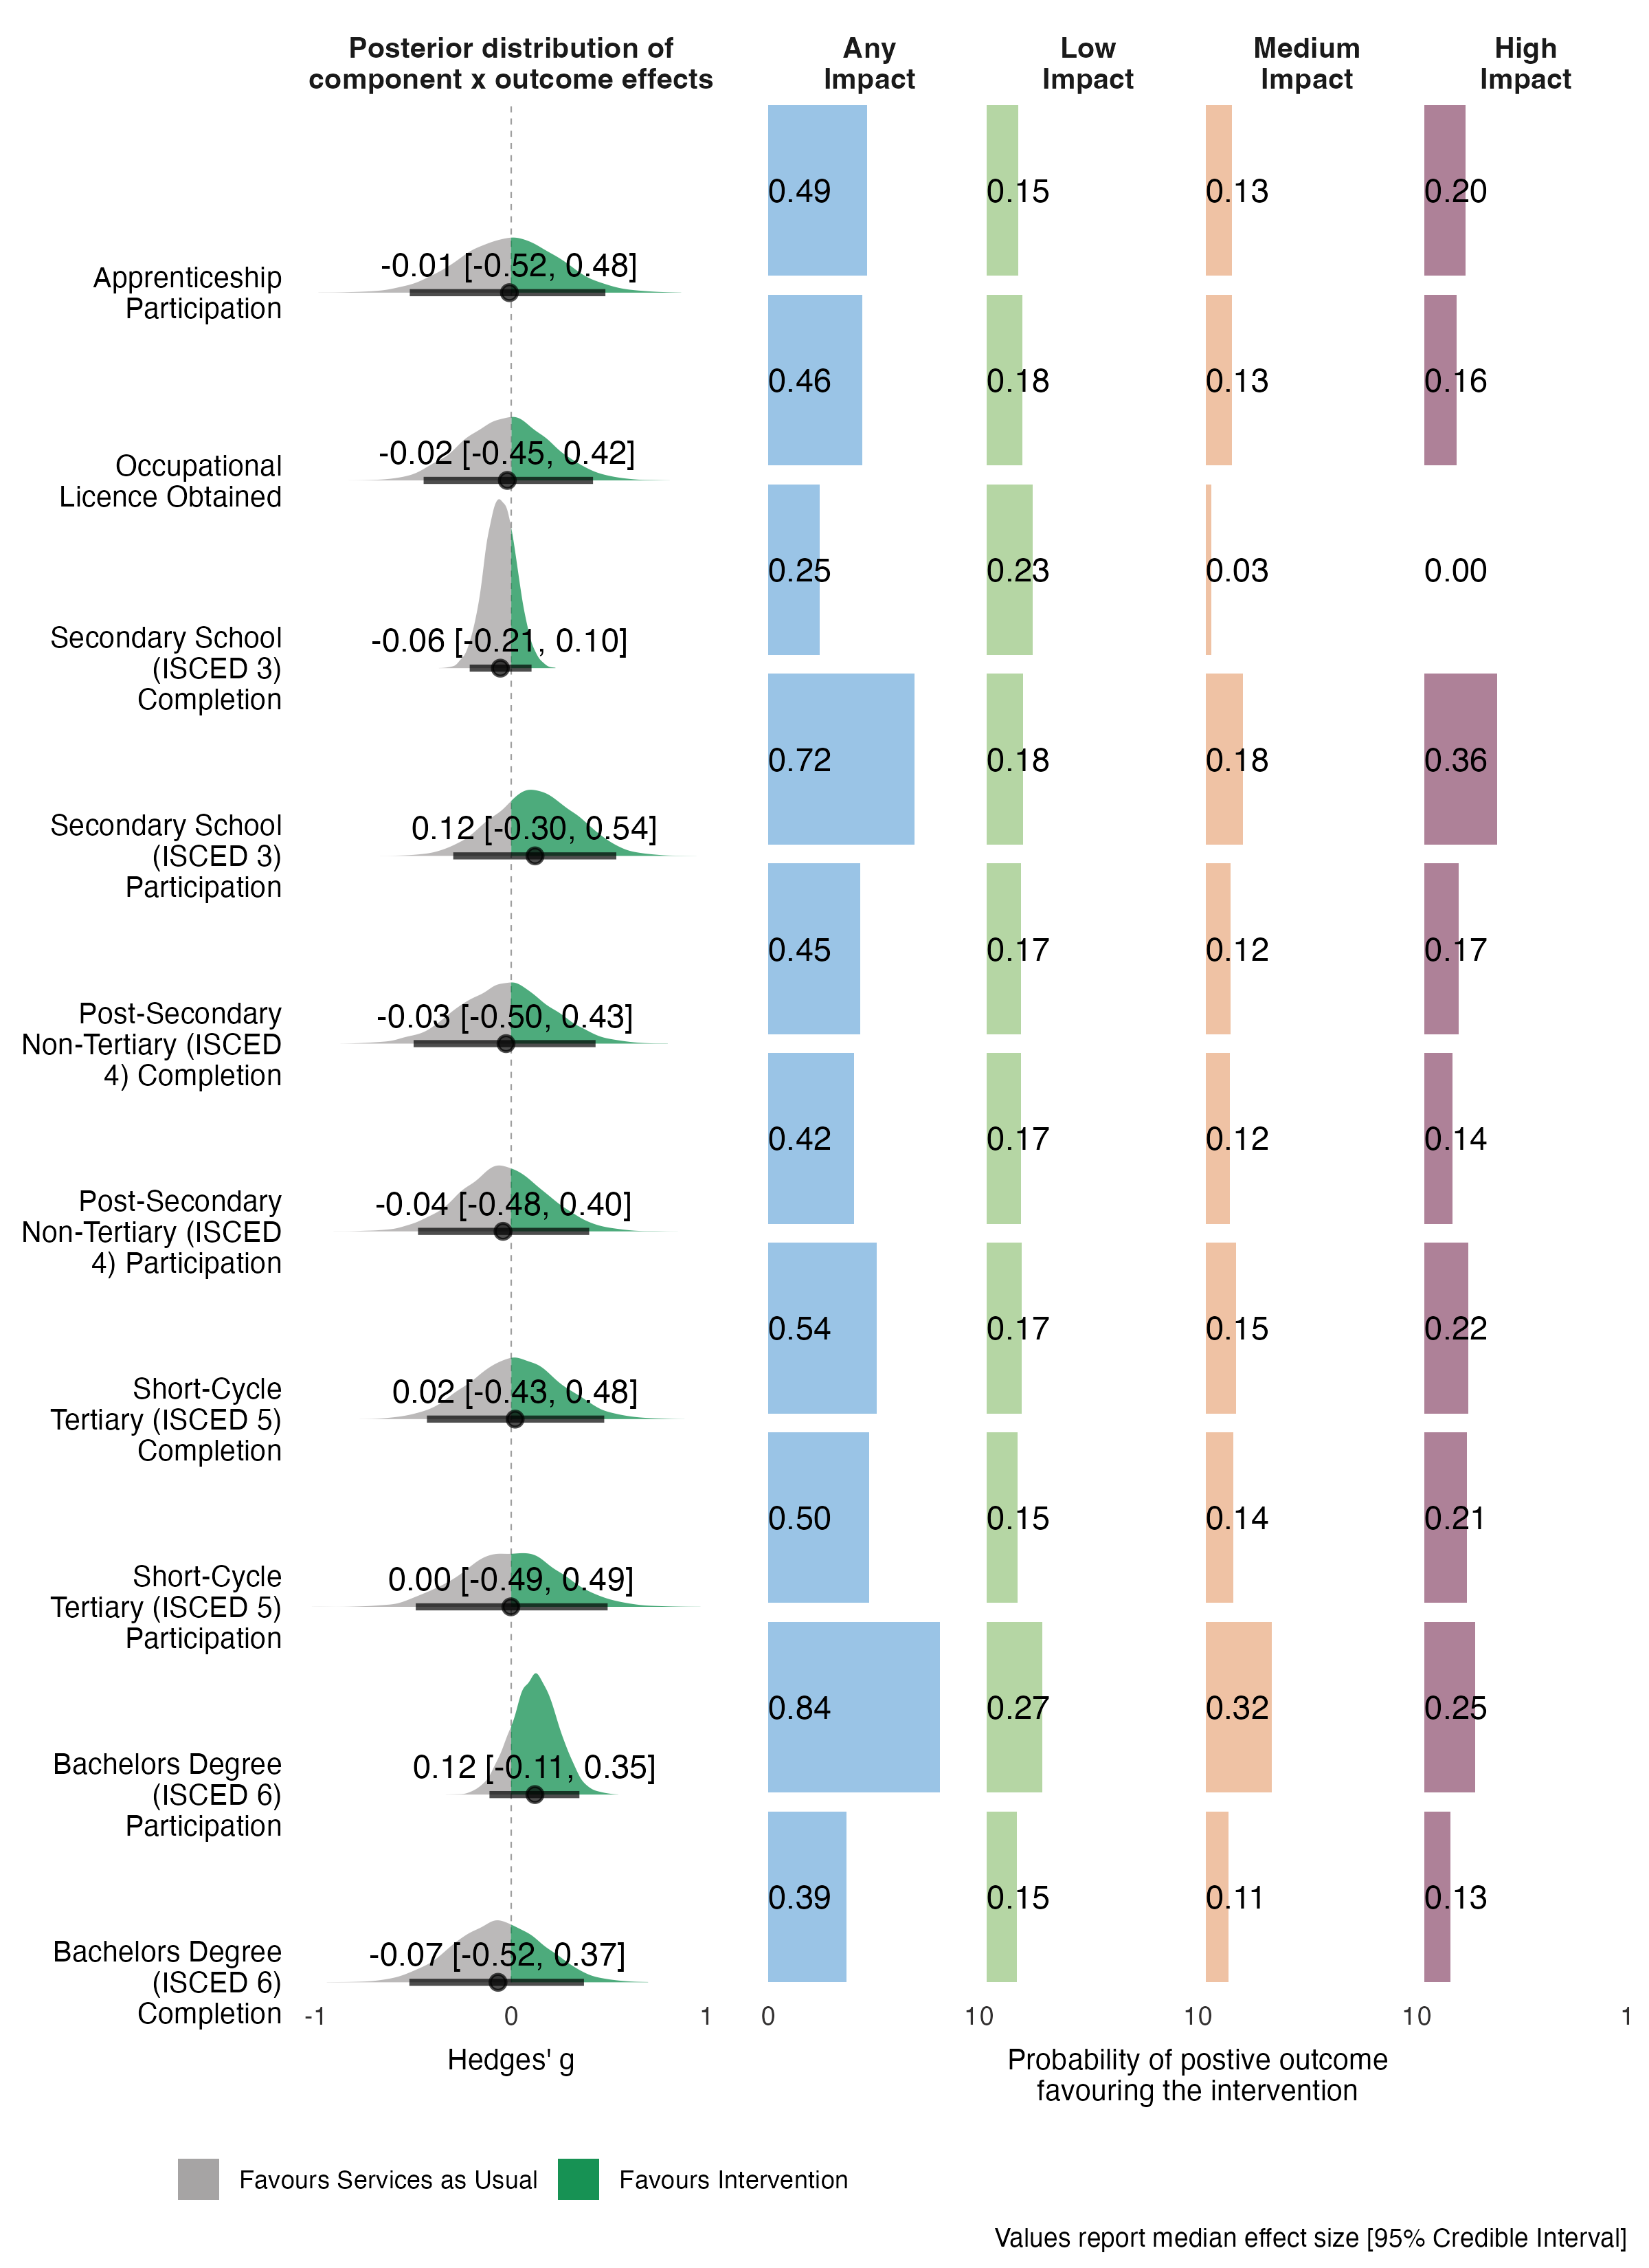 Posterior distribution of
component x outcome effects
Any
Impact
Low
Impact
Medium
Impact
High
Impact
Apprenticeship
Participation
-0.01 [-0.52, 0.48]
0.49
0.15
0.13
0.20
Occupational
Licence Obtained
-0.02 [-0.45, 0.42]
0.46
0.18
0.13
0.16
Secondary School
(ISCED 3)
Completion
-0.06 [-0.21, 0.10]
0.25
0.23
0.03
0.00
Secondary School
(ISCED 3)
Participation
0.12 [-0.30, 0.54]
0.72
0.18
0.18
0.36
Post-Secondary
Non-Tertiary (ISCED
4) Completion
-0.03 [-0.50, 0.43]
0.45
0.17
0.12
0.17
Post-Secondary
Non-Tertiary (ISCED
4) Participation
-0.04 [-0.48, 0.40]
0.42
0.17
0.12
0.14
Short-Cycle
Tertiary (ISCED 5)
Completion
0.02 [-0.43, 0.48]
0.54
0.17
0.15
0.22
Short-Cycle
Tertiary (ISCED 5)
Participation
0.00 [-0.49, 0.49]
0.50
0.15
0.14
0.21
Bachelors Degree
(ISCED 6)
Participation
0.12 [-0.11, 0.35]
0.84
0.27
0.32
0.25
Bachelors Degree
(ISCED 6)
Completion
-0.07 [-0.52, 0.37]
0.39
0.15
0.11
0.13
-1 0 1
0 10 10 10 1
Hedges' g
Probability of postive outcome
favouring the intervention
Favours Services as Usual
Favours Intervention
Values report median effect size [95% Credible Interval]